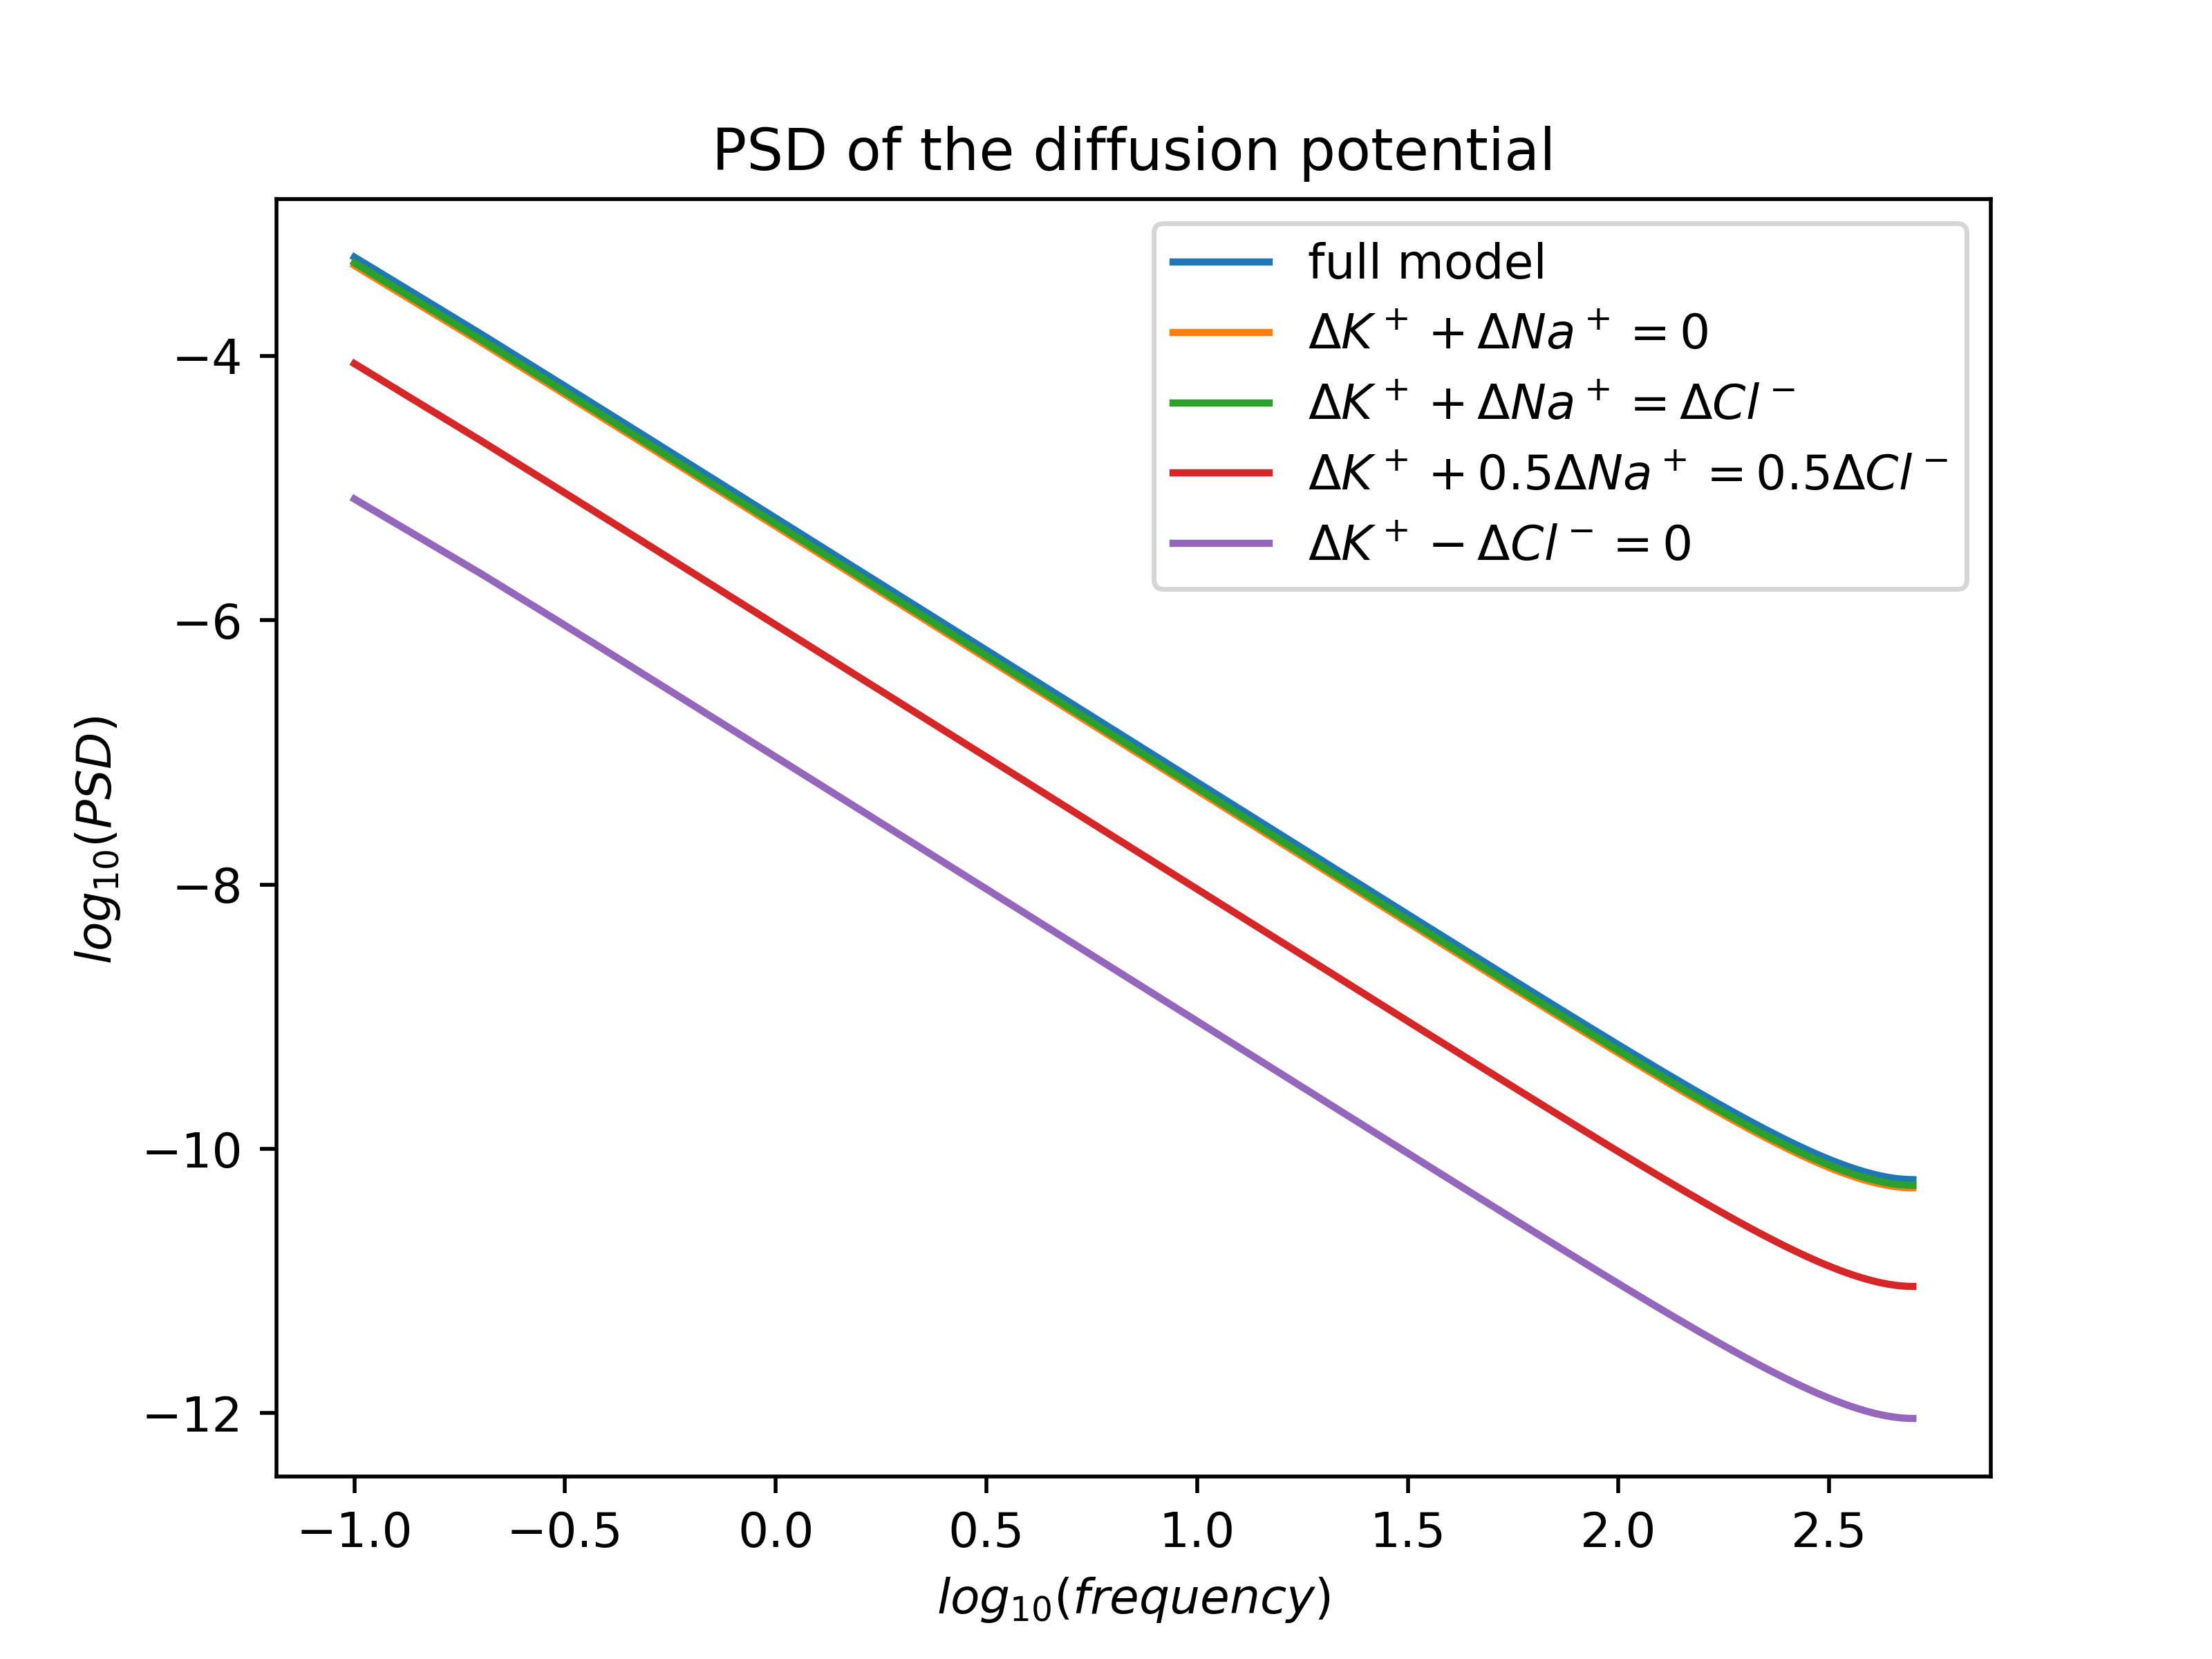 PSD of the diffusion potential
full model
ΔK⁺ + ΔNa⁺ = 0
ΔK⁺ + ΔNa⁺ = ΔCl⁻
ΔK⁺ + 0.5ΔNa⁺ = 0.5ΔCl⁻
ΔK⁺ − ΔCl⁻ = 0
log₁₀(PSD)
−4
−6
−8
−10
−12
−1.0 −0.5 0.0 0.5 1.0 1.5 2.0 2.5
log₁₀(frequency)